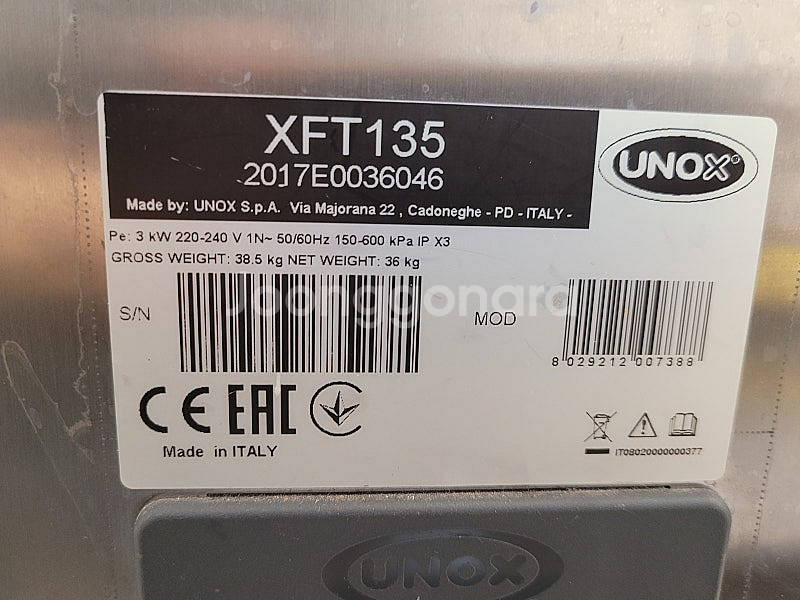 XFT135
2017E0036046
Made by: UNOX S.p.A. Via Majorana 22 , Cadoneghe - PD - ITALY -
UNOX®
Pe: 3 kW 220-240 V 1N~ 50/60Hz 150-600 kPa IP X3
GROSS WEIGHT: 38.5 kg NET WEIGHT: 36 kg
Joonggonara
S/N
MOD
8 029212 007388
CE EAC
Made in ITALY
IT08020000000377
UNOX